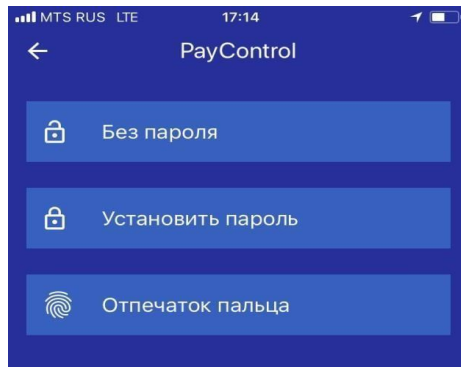 MTS RUS LTE 17:14
PayControl
Без пароля
Установить пароль
Отпечаток пальца